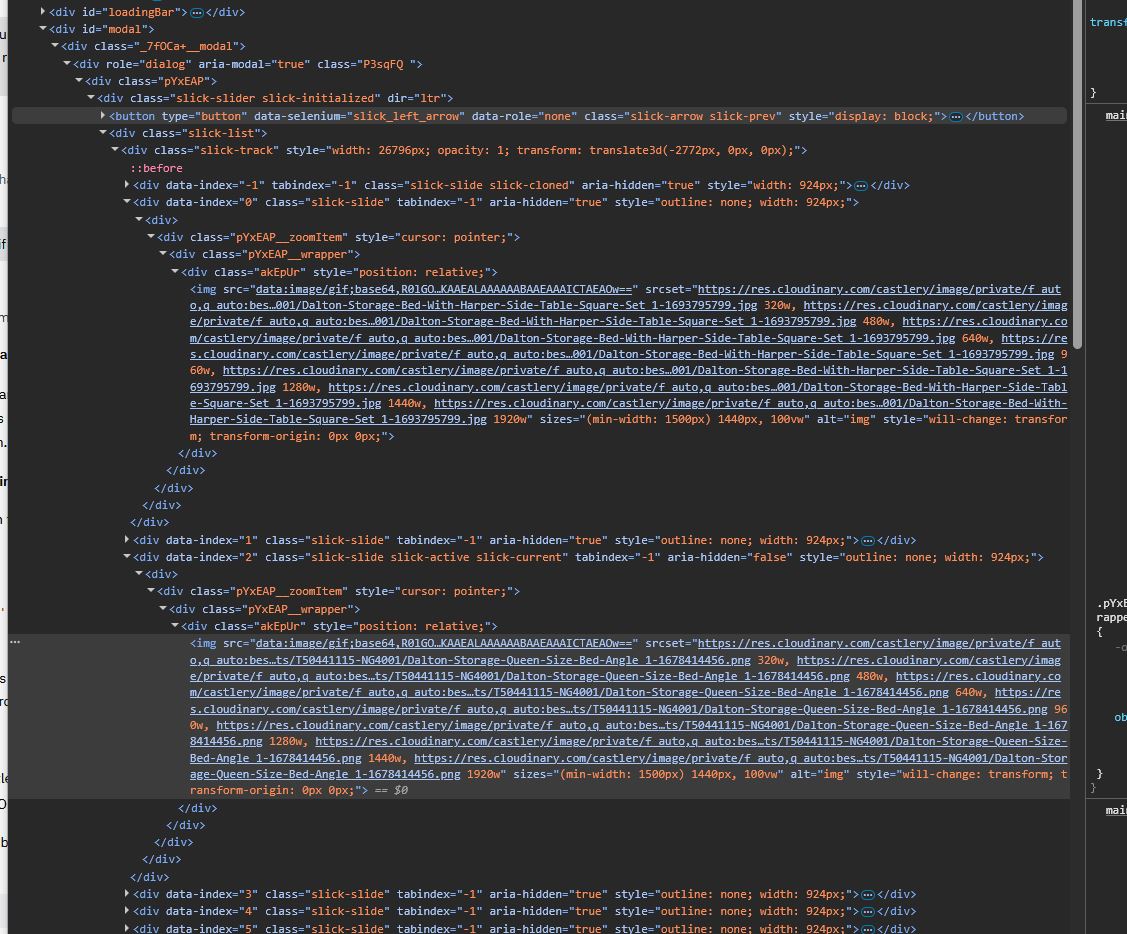 <div id="loadingBar">…</div>
<div id="modal">
<div class="_7fOCa+__modal">
<div role="dialog" aria-modal="true" class="P3sqFQ ">
<div class="pYxEAP">
<div class="slick-slider slick-initialized" dir="ltr">
<button type="button" data-selenium="slick_left_arrow" data-role="none" class="slick-arrow slick-prev" style="display: block;">…</button>
<div class="slick-list">
<div class="slick-track" style="width: 26796px; opacity: 1; transform: translate3d(-2772px, 0px, 0px);">
::before
<div data-index="-1" tabindex="-1" class="slick-slide slick-cloned" aria-hidden="true" style="width: 924px;">…</div>
<div data-index="0" class="slick-slide" tabindex="-1" aria-hidden="true" style="outline: none; width: 924px;">
<div>
<div class="pYxEAP__zoomItem" style="cursor: pointer;">
<div class="pYxEAP__wrapper">
<div class="akEpUr" style="position: relative;">
<img src="data:image/gif;base64,R0lGO…KAAEALAAAAAABAAEAAAICTAEAOw==" srcset="https://res.cloudinary.com/castlery/image/private/f_aut
o,q_auto:bes…001/Dalton-Storage-Bed-With-Harper-Side-Table-Square-Set_1-1693795799.jpg 320w, https://res.cloudinary.com/castlery/imag
e/private/f_auto,q_auto:bes…001/Dalton-Storage-Bed-With-Harper-Side-Table-Square-Set_1-1693795799.jpg 480w, https://res.cloudinary.co
m/castlery/image/private/f_auto,q_auto:bes…001/Dalton-Storage-Bed-With-Harper-Side-Table-Square-Set_1-1693795799.jpg 640w, https://re
s.cloudinary.com/castlery/image/private/f_auto,q_auto:bes…001/Dalton-Storage-Bed-With-Harper-Side-Table-Square-Set_1-1693795799.jpg 9
60w, https://res.cloudinary.com/castlery/image/private/f_auto,q_auto:bes…001/Dalton-Storage-Bed-With-Harper-Side-Table-Square-Set_1-1
693795799.jpg 1280w, https://res.cloudinary.com/castlery/image/private/f_auto,q_auto:bes…001/Dalton-Storage-Bed-With-Harper-Side-Tabl
e-Square-Set_1-1693795799.jpg 1440w, https://res.cloudinary.com/castlery/image/private/f_auto,q_auto:bes…001/Dalton-Storage-Bed-With-
Harper-Side-Table-Square-Set_1-1693795799.jpg 1920w" sizes="(min-width: 1500px) 1440px, 100vw" alt="img" style="will-change: transfor
m; transform-origin: 0px 0px;">
</div>
</div>
</div>
</div>
</div>
<div data-index="1" class="slick-slide" tabindex="-1" aria-hidden="true" style="outline: none; width: 924px;">…</div>
<div data-index="2" class="slick-slide slick-active slick-current" tabindex="-1" aria-hidden="false" style="outline: none; width: 924px;">
<div>
<div class="pYxEAP__zoomItem" style="cursor: pointer;">
<div class="pYxEAP__wrapper">
<div class="akEpUr" style="position: relative;">
<img src="data:image/gif;base64,R0lGO…KAAEALAAAAAABAAEAAAICTAEAOw==" srcset="https://res.cloudinary.com/castlery/image/private/f_aut
o,q_auto:bes…ts/T50441115-NG4001/Dalton-Storage-Queen-Size-Bed-Angle_1-1678414456.png 320w, https://res.cloudinary.com/castlery/imag
e/private/f_auto,q_auto:bes…ts/T50441115-NG4001/Dalton-Storage-Queen-Size-Bed-Angle_1-1678414456.png 480w, https://res.cloudinary.co
m/castlery/image/private/f_auto,q_auto:bes…ts/T50441115-NG4001/Dalton-Storage-Queen-Size-Bed-Angle_1-1678414456.png 640w, https://re
s.cloudinary.com/castlery/image/private/f_auto,q_auto:bes…ts/T50441115-NG4001/Dalton-Storage-Queen-Size-Bed-Angle_1-1678414456.png 96
0w, https://res.cloudinary.com/castlery/image/private/f_auto,q_auto:bes…ts/T50441115-NG4001/Dalton-Storage-Queen-Size-Bed-Angle_1-167
8414456.png 1280w, https://res.cloudinary.com/castlery/image/private/f_auto,q_auto:bes…ts/T50441115-NG4001/Dalton-Storage-Queen-Size-
Bed-Angle_1-1678414456.png 1440w, https://res.cloudinary.com/castlery/image/private/f_auto,q_auto:bes…ts/T50441115-NG4001/Dalton-Stor
age-Queen-Size-Bed-Angle_1-1678414456.png 1920w" sizes="(min-width: 1500px) 1440px, 100vw" alt="img" style="will-change: transform; t
ransform-origin: 0px 0px;"> == $0
</div>
</div>
</div>
</div>
</div>
<div data-index="3" class="slick-slide" tabindex="-1" aria-hidden="true" style="outline: none; width: 924px;">…</div>
<div data-index="4" class="slick-slide" tabindex="-1" aria-hidden="true" style="outline: none; width: 924px;">…</div>
<div data-index="5" class="slick-slide" tabindex="-1" aria-hidden="true" style="outline: none; width: 924px;">…</div>
transf
}
mai
.pYxE
rappe
{
ob
}
}
mai